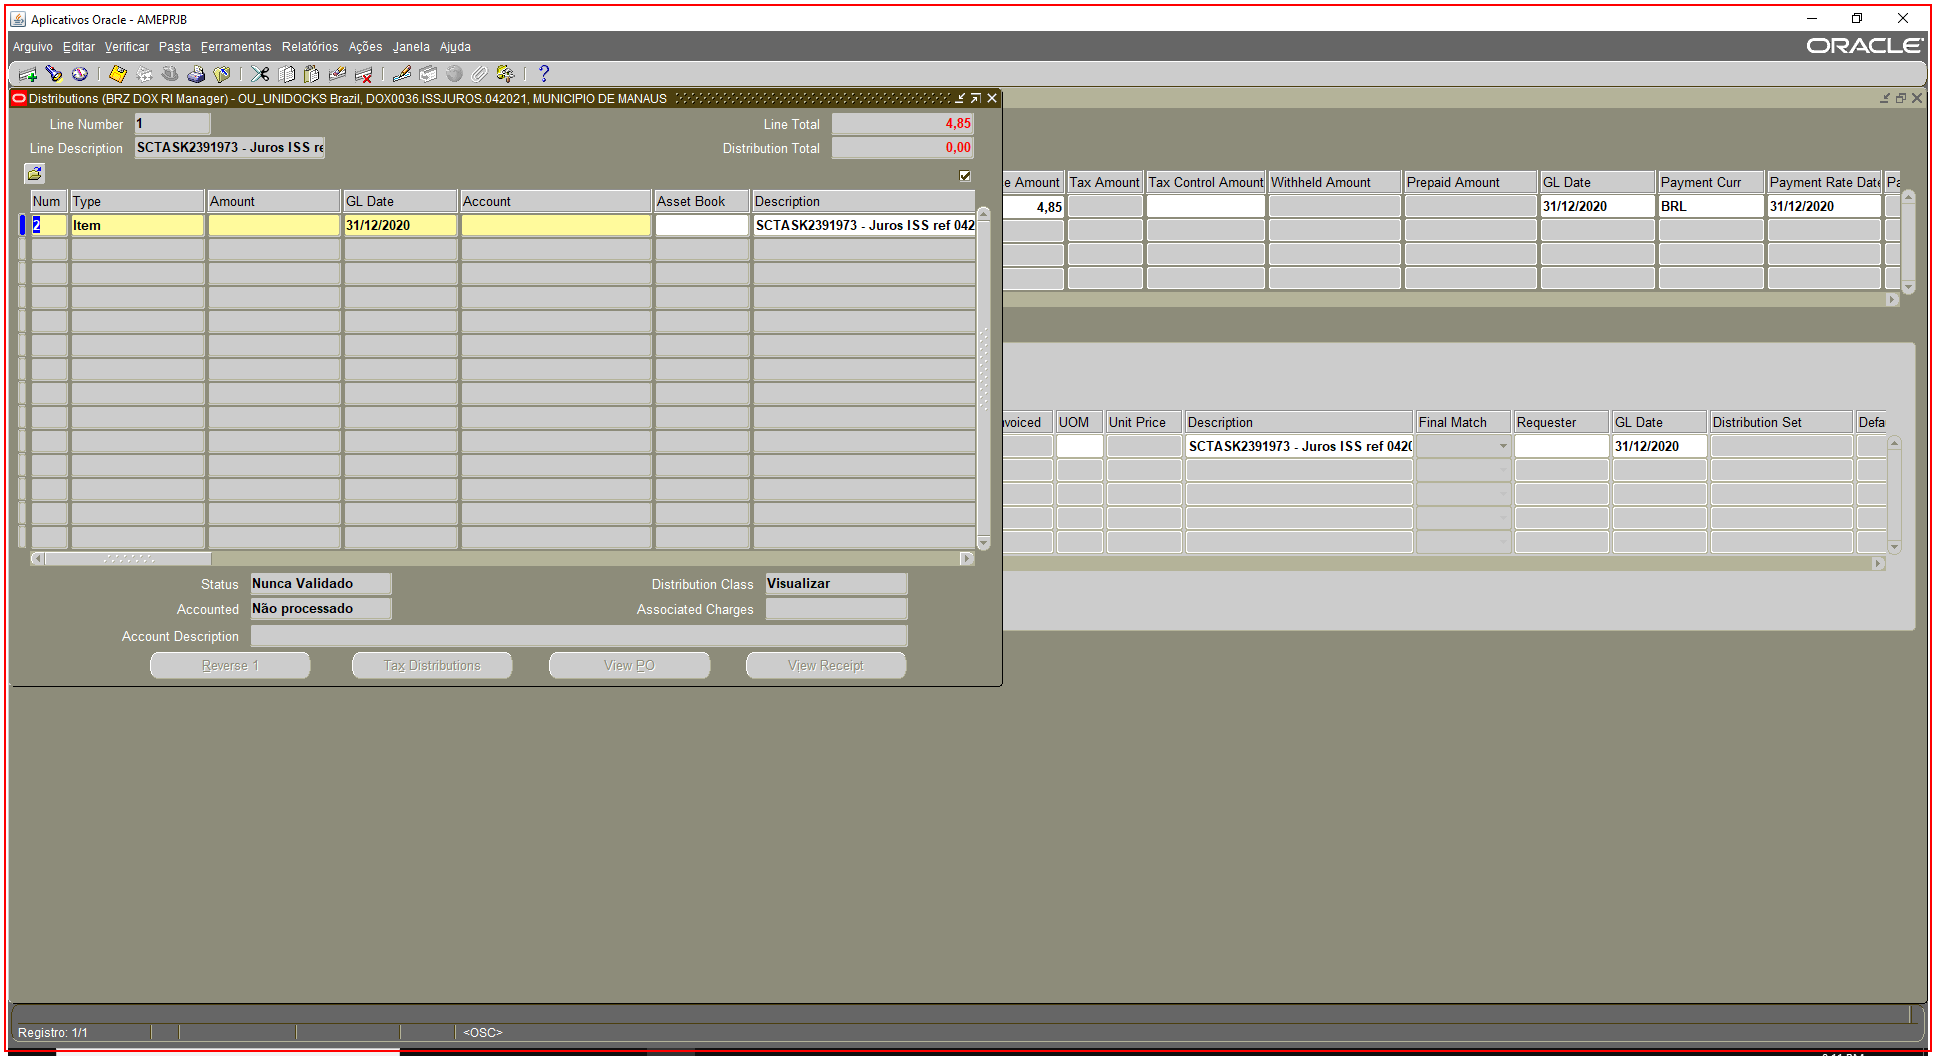 Aplicativos Oracle - AMEPRJB
Arquivo Editar Verificar Pasta Ferramentas Relatórios Ações Janela Ajuda
ORACLE
Distributions (BRZ DOX RI Manager) - OU_UNIDOCKS Brazil, DOX0036.ISSJUROS.042021, MUNICIPIO DE MANAUS
Line Number 1
Line Total 4,85
Line Description SCTASK2391973 - Juros ISS re
Distribution Total 0,00
Num Type Amount GL Date Account Asset Book Description
2 Item 31/12/2020 SCTASK2391973 - Juros ISS ref 042
Status Nunca Validado
Distribution Class Visualizar
Accounted Não processado
Associated Charges
Account Description
Reverse 1 Tax Distributions View PO View Receipt
e Amount Tax Amount Tax Control Amount Withheld Amount Prepaid Amount GL Date Payment Curr Payment Rate Date Pa
4,85 31/12/2020 BRL 31/12/2020
nvoiced UOM Unit Price Description Final Match Requester GL Date Distribution Set Defa
SCTASK2391973 - Juros ISS ref 0420 31/12/2020
Registro: 1/1 <OSC>